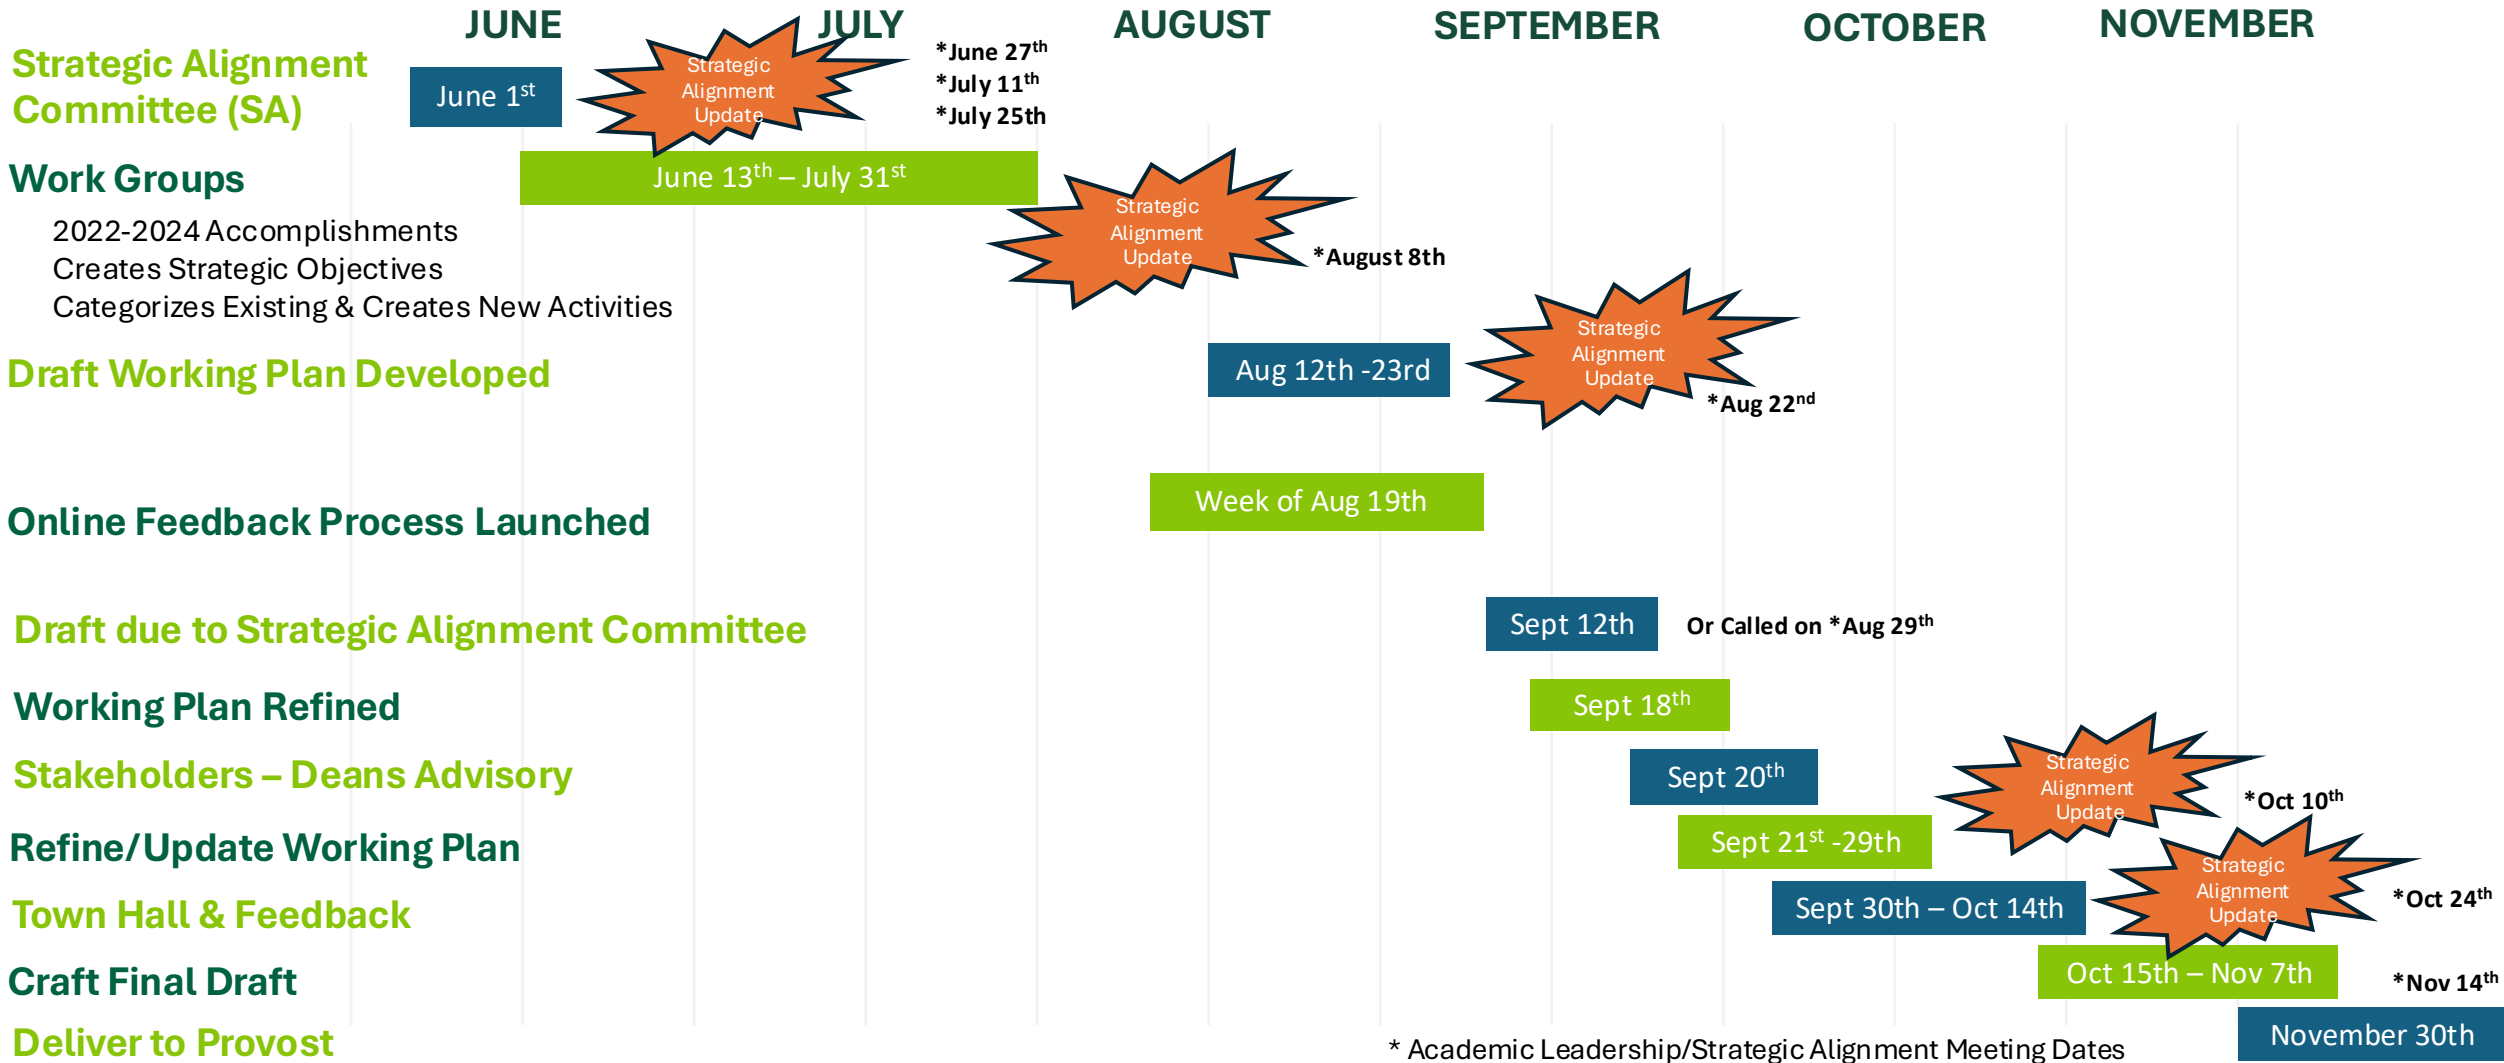 JUNE
JULY
AUGUST
SEPTEMBER
OCTOBER
NOVEMBER
Strategic Alignment
Committee (SA)
June 1st
Strategic
Alignment
Update
*June 27th
*July 11th
*July 25th
Work Groups
June 13th – July 31st
2022-2024 Accomplishments
Creates Strategic Objectives
Categorizes Existing & Creates New Activities
Strategic
Alignment
Update
*August 8th
Draft Working Plan Developed
Aug 12th -23rd
Strategic
Alignment
Update
*Aug 22nd
Online Feedback Process Launched
Week of Aug 19th
Draft due to Strategic Alignment Committee
Sept 12th
Or Called on *Aug 29th
Working Plan Refined
Sept 18th
Stakeholders – Deans Advisory
Sept 20th
Strategic
Alignment
Update
*Oct 10th
Refine/Update Working Plan
Sept 21st -29th
Town Hall & Feedback
Sept 30th – Oct 14th
Strategic
Alignment
Update
*Oct 24th
Craft Final Draft
Oct 15th – Nov 7th
*Nov 14th
Deliver to Provost
November 30th
* Academic Leadership/Strategic Alignment Meeting Dates